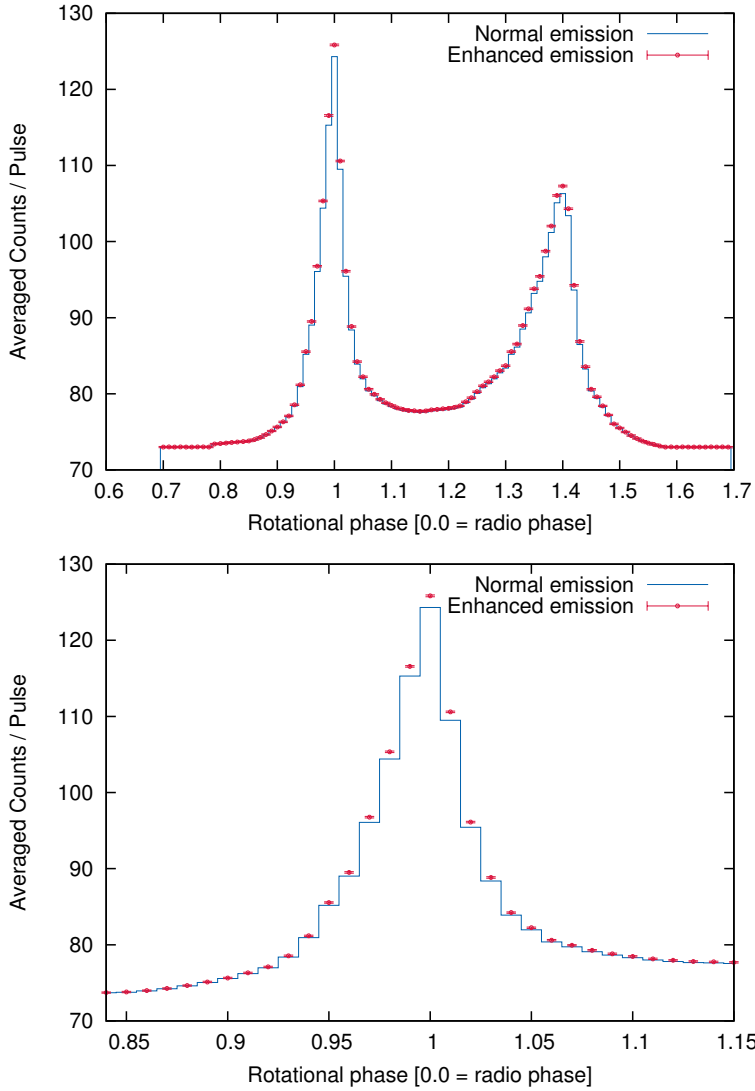 130
120
110
100
90
80
70
Averaged Counts / Pulse
Normal emission
Enhanced emission
0.6 0.7 0.8 0.9 1 1.1 1.2 1.3 1.4 1.5 1.6 1.7
Rotational phase [0.0 = radio phase]
130
120
110
100
90
80
70
Averaged Counts / Pulse
Normal emission
Enhanced emission
0.85 0.9 0.95 1 1.05 1.1 1.15
Rotational phase [0.0 = radio phase]